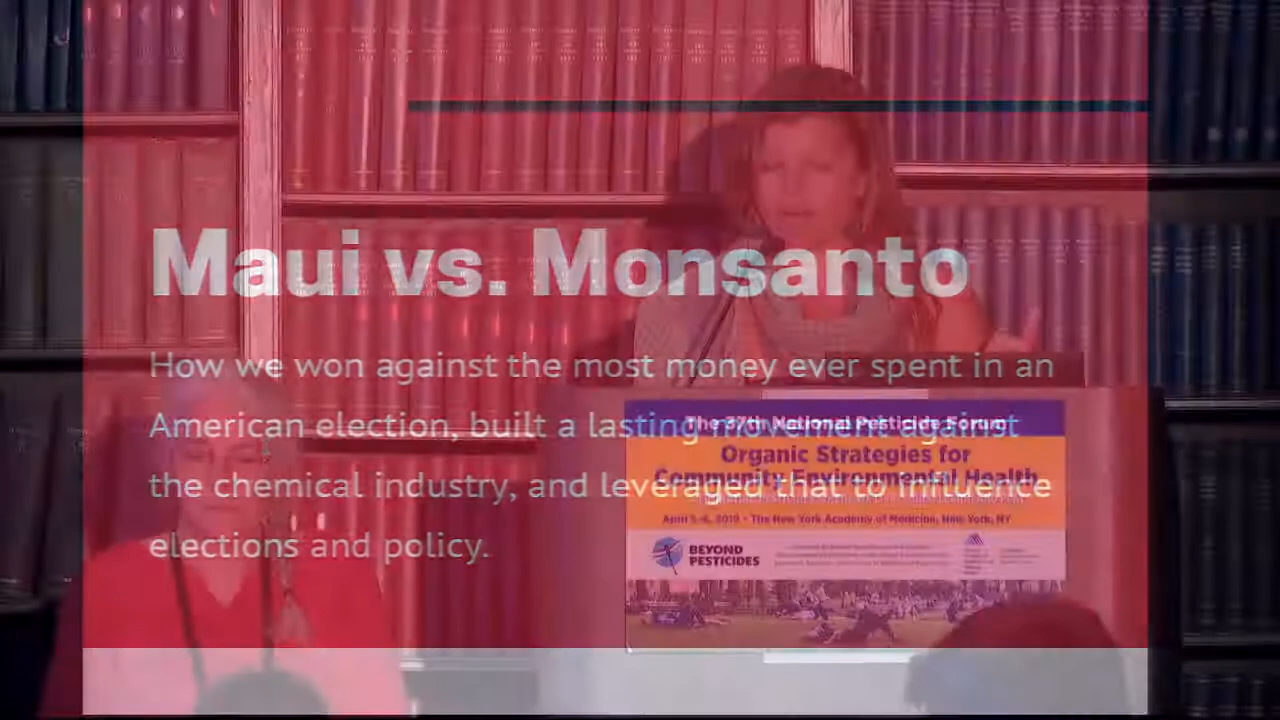 Maui vs. Monsanto
How we won against the most money ever spent in an
American election, built a lasting movement against
the chemical industry, and leveraged that to influence
elections and policy.
The 37th National Pesticide Forum
Organic Strategies for
Community Environmental Health
April 5-6, 2019 • The New York Academy of Medicine, New York, NY
BEYOND
PESTICIDES